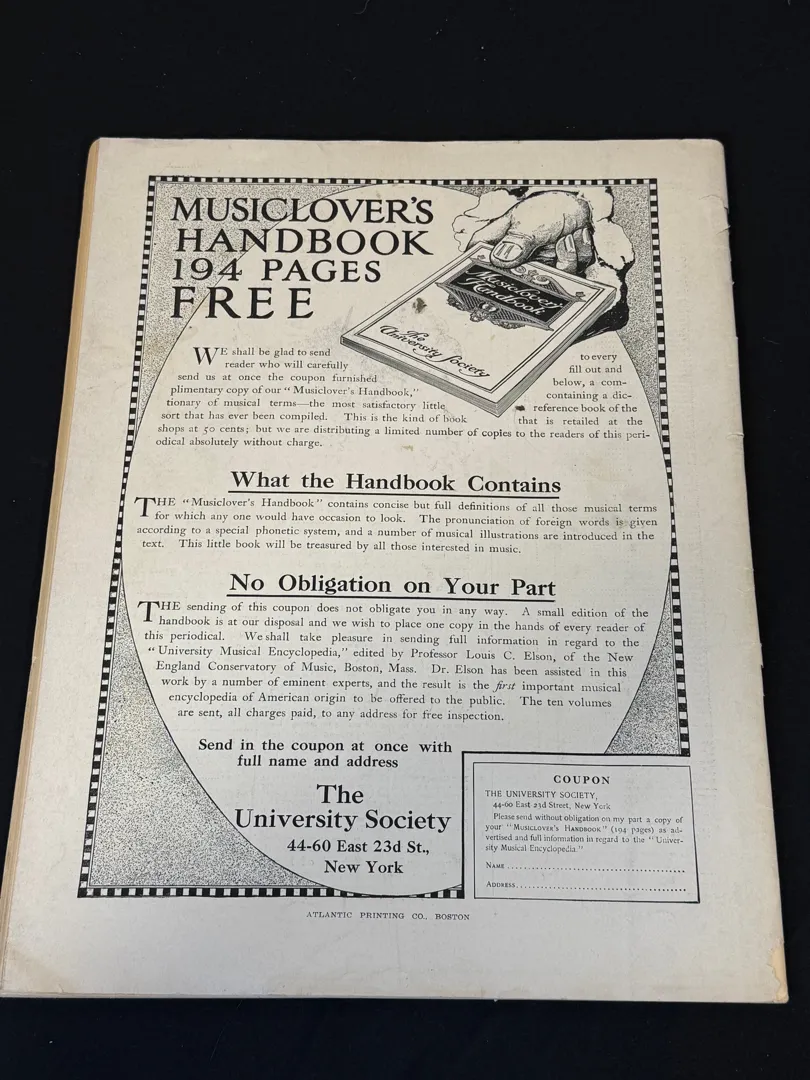 MUSICLOVER'S
HANDBOOK
194 PAGES
FREE
Musiclover's
Handbook
The
University Society
WE shall be glad to send to every
reader who will carefully fill out and
send us at once the coupon furnished below, a com-
plimentary copy of our "Musiclover's Handbook," containing a dic-
tionary of musical terms—the most satisfactory little reference book of the
sort that has ever been compiled. This is the kind of book that is retailed at the
shops at 50 cents; but we are distributing a limited number of copies to the readers of this peri-
odical absolutely without charge.
What the Handbook Contains
THE "Musiclover's Handbook" contains concise but full definitions of all those musical terms
for which any one would have occasion to look. The pronunciation of foreign words is given
according to a special phonetic system, and a number of musical illustrations are introduced in the
text. This little book will be treasured by all those interested in music.
No Obligation on Your Part
THE sending of this coupon does not obligate you in any way. A small edition of the
handbook is at our disposal and we wish to place one copy in the hands of every reader of
this periodical. We shall take pleasure in sending full information in regard to the
"University Musical Encyclopedia," edited by Professor Louis C. Elson, of the New
England Conservatory of Music, Boston, Mass. Dr. Elson has been assisted in this
work by a number of eminent experts, and the result is the first important musical
encyclopedia of American origin to be offered to the public. The ten volumes
are sent, all charges paid, to any address for free inspection.
Send in the coupon at once with
full name and address
The
University Society
44-60 East 23d St.,
New York
COUPON
THE UNIVERSITY SOCIETY,
44-60 East 23d Street, New York
Please send without obligation on my part a copy of
your "MUSICLOVER'S HANDBOOK" (194 pages) as ad-
vertised and full information in regard to the "Univer-
sity Musical Encyclopedia."
NAME
ADDRESS
ATLANTIC PRINTING CO., BOSTON